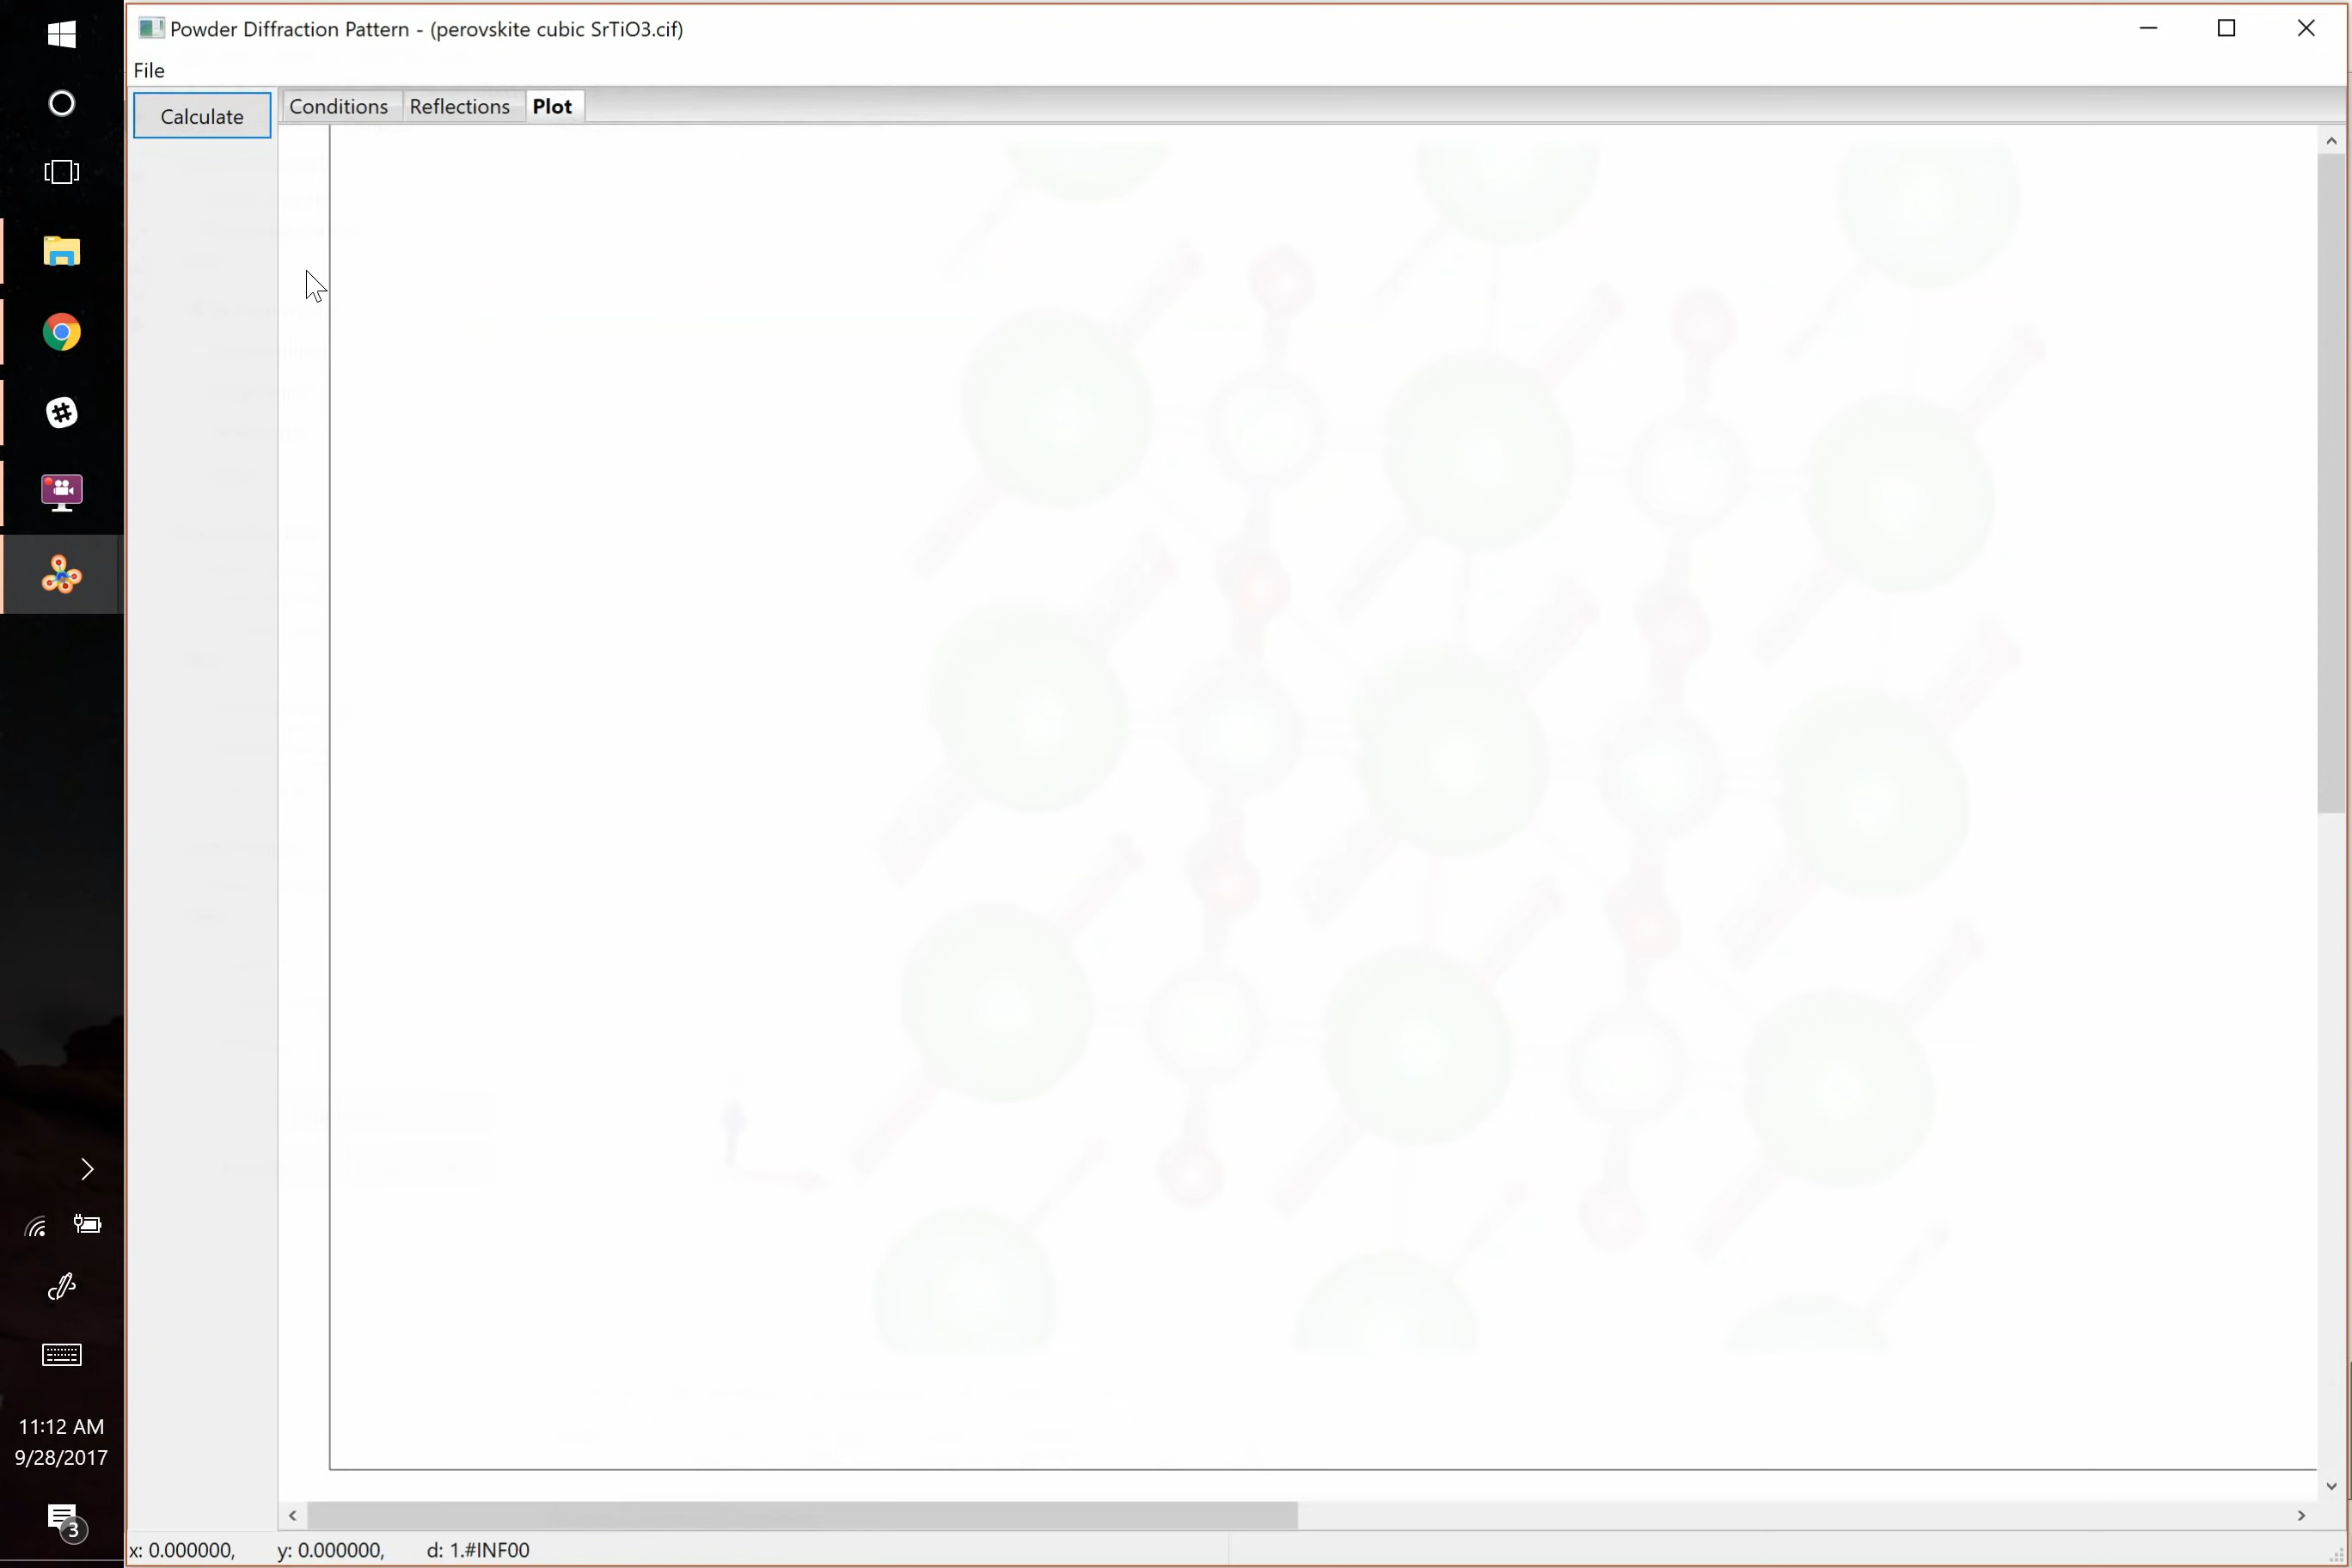 Powder Diffraction Pattern - (perovskite cubic SrTiO3.cif)
File
Calculate
Conditions Reflections Plot
11:12 AM
9/28/2017
3
x: 0.000000, y: 0.000000, d: 1.#INF00